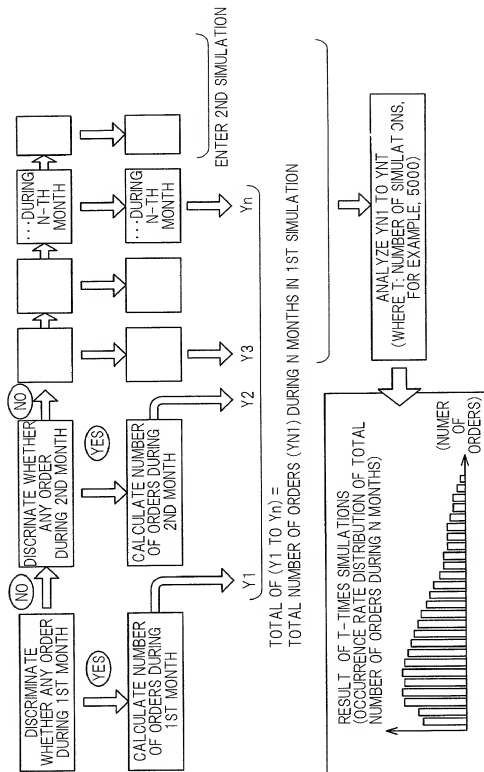 DISCRIMINATE
WHETHER ANY ORDER
DURING 1ST MONTH
NO
DISCRINATE WHETHER
ANY ORDER
DURING 2ND MONTH
NO
...DURING
N-TH
MONTH
YES
CALCULATE NUMBER
OF ORDERS DURING
1ST MONTH
YES
CALCULATE NUMBER
OF ORDERS DURING
2ND MONTH
...DURING
N-TH
MONTH
Y1
Y2
Y3
Yn
ENTER 2ND SIMULATION
TOTAL OF (Y1 TO Yn) =
TOTAL NUMBER OF ORDERS (YN1) DURING N MONTHS IN 1ST SIMULATION
ANALYZE YN1 TO YNT
(WHERE T: NUMBER OF SIMULATIONS,
FOR EXAMPLE, 5000)
RESULT OF T-TIMES SIMULATIONS
(OCCURRENCE RATE DISTRIBUTION OF TOTAL
NUMBER OF ORDERS DURING N MONTHS)
(NUMER
OF
ORDERS)